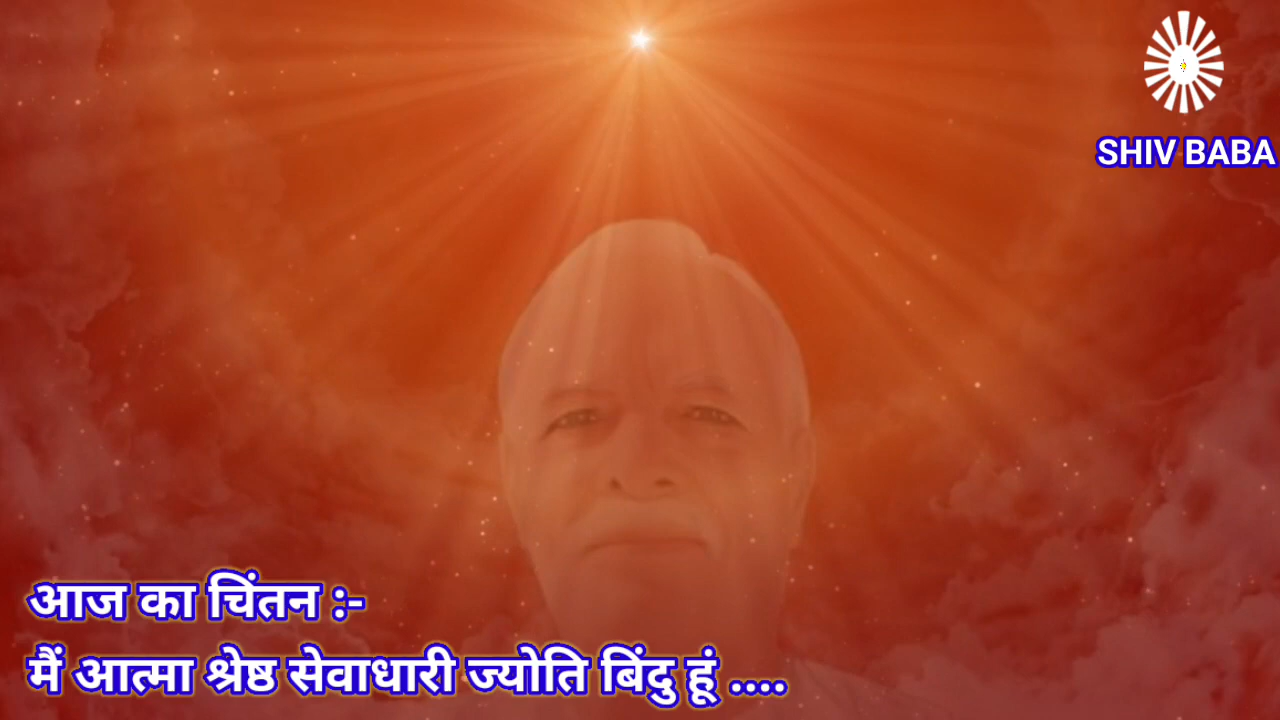 SHIV BABA
आज का चिंतन :-
मैं आत्मा श्रेष्ठ सेवाधारी ज्योति बिंदु हूं ....